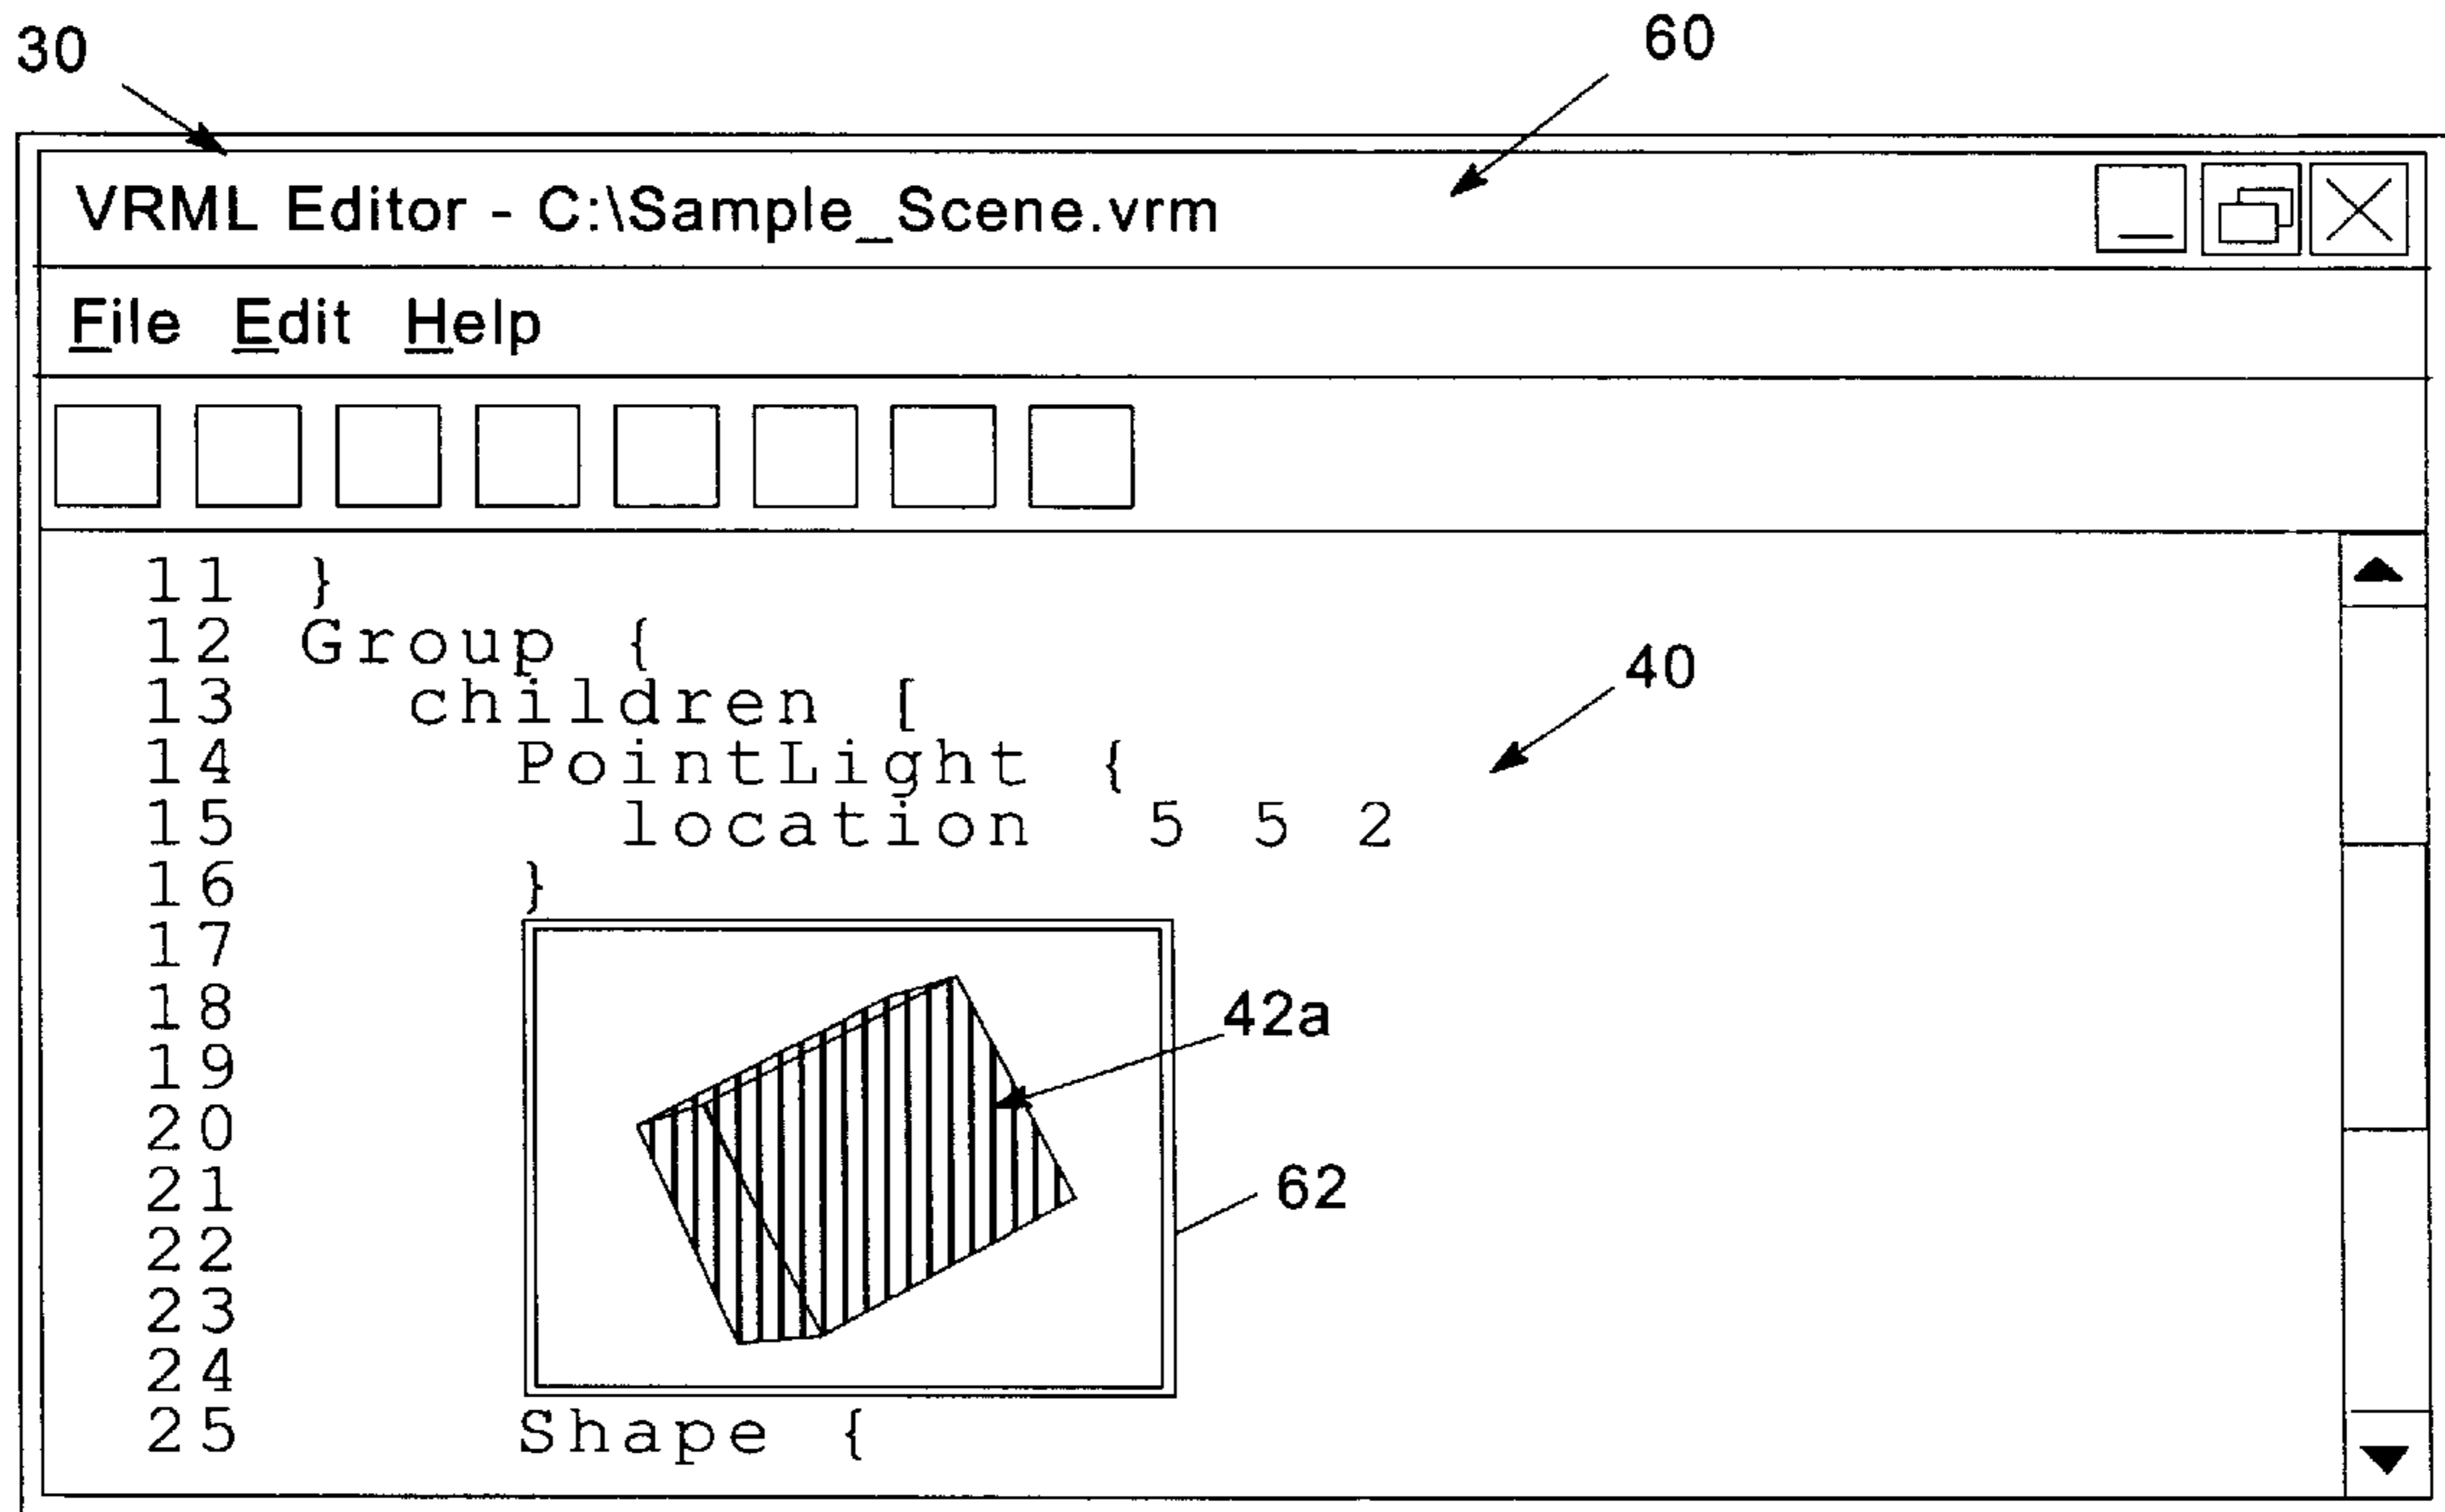 30 60
VRML Editor - C:\Sample_Scene.vrm
File Edit Help
11 }
12 Group {
13 children [
14 PointLight {
15 location 5 5 2
16 }
17
18
19
20
21
22
23
24
25 Shape {
40
42a
62